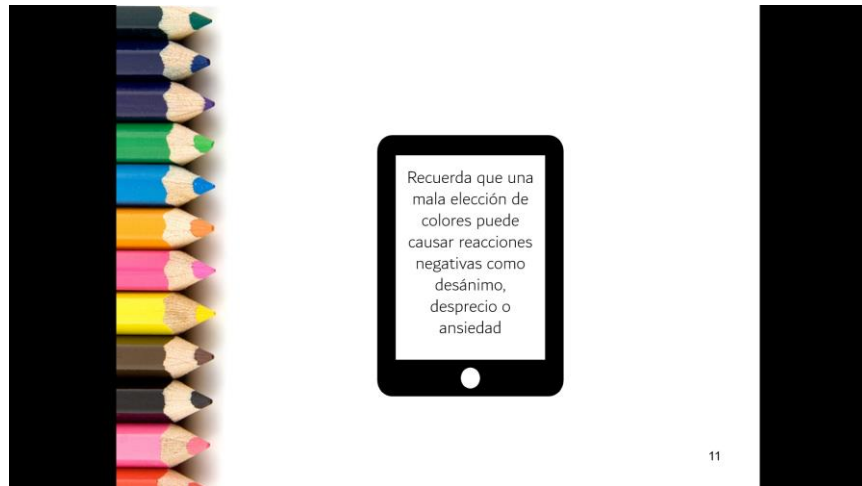 Recuerda que una
mala elección de
colores puede
causar reacciones
negativas como
desánimo,
desprecio o
ansiedad
11